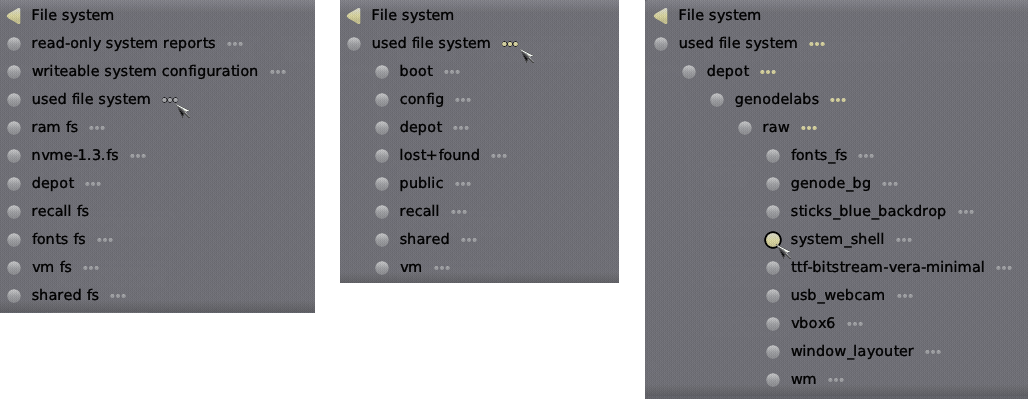 File system
read-only system reports
writeable system configuration
used file system
ram fs
nvme-1.3.fs
depot
recall fs
fonts fs
vm fs
shared fs
File system
used file system
boot
config
depot
lost+found
public
recall
shared
vm
File system
used file system
depot
genodelabs
raw
fonts_fs
genode_bg
sticks_blue_backdrop
system_shell
ttf-bitstream-vera-minimal
usb_webcam
vbox6
window_layouter
wm